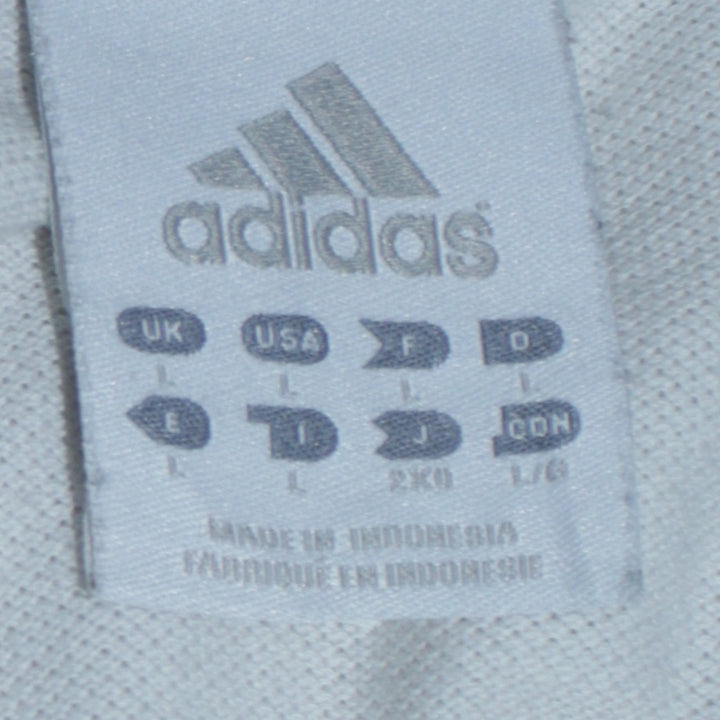 adidas
UK USA F D
L L L L
E I J CDN
L L 2XO L/G
MADE IN INDONESIA
FABRIQUE EN INDONESIE